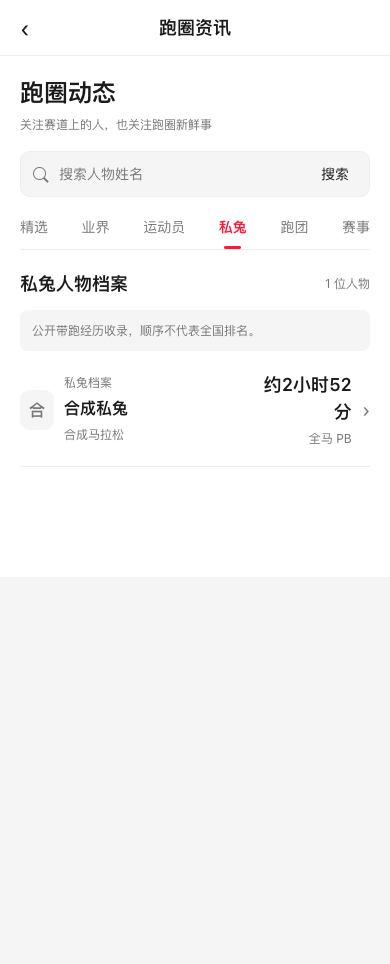 ‹ 跑圈资讯
跑圈动态
关注赛道上的人，也关注跑圈新鲜事
搜索人物姓名 搜索
精选 业界 运动员 私兔 跑团 赛事
私兔人物档案 1 位人物
公开带跑经历收录，顺序不代表全国排名。
合
私兔档案
合成私兔
合成马拉松
约2小时52
分 ›
全马 PB